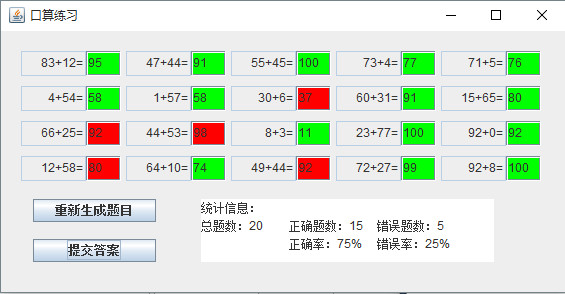 口算练习
83+12= 95 47+44= 91 55+45= 100 73+4= 77 71+5= 76
4+54= 58 1+57= 58 30+6= 37 60+31= 91 15+65= 80
66+25= 92 44+53= 98 8+3= 11 23+77= 100 92+0= 92
12+58= 80 64+10= 74 49+44= 92 72+27= 99 92+8= 100
重新生成题目
提交答案
统计信息：
总题数：20 正确题数：15 错误题数：5
正确率：75% 错误率：25%